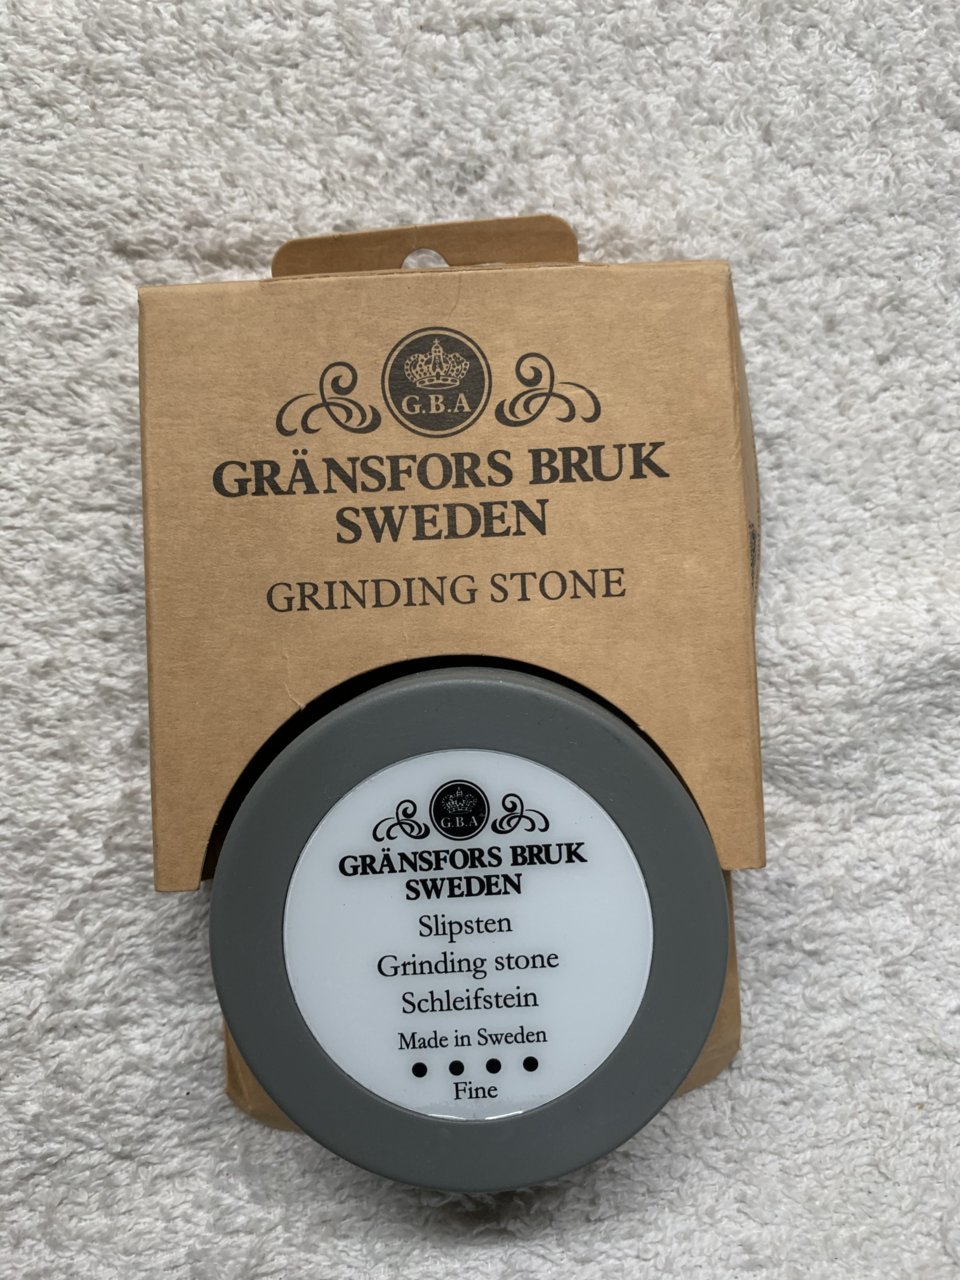 G.B.A
GRÄNSFORS BRUK
SWEDEN
GRINDING STONE
G.B.A
GRÄNSFORS BRUK
SWEDEN
Slipsten
Grinding stone
Schleifstein
Made in Sweden
Fine